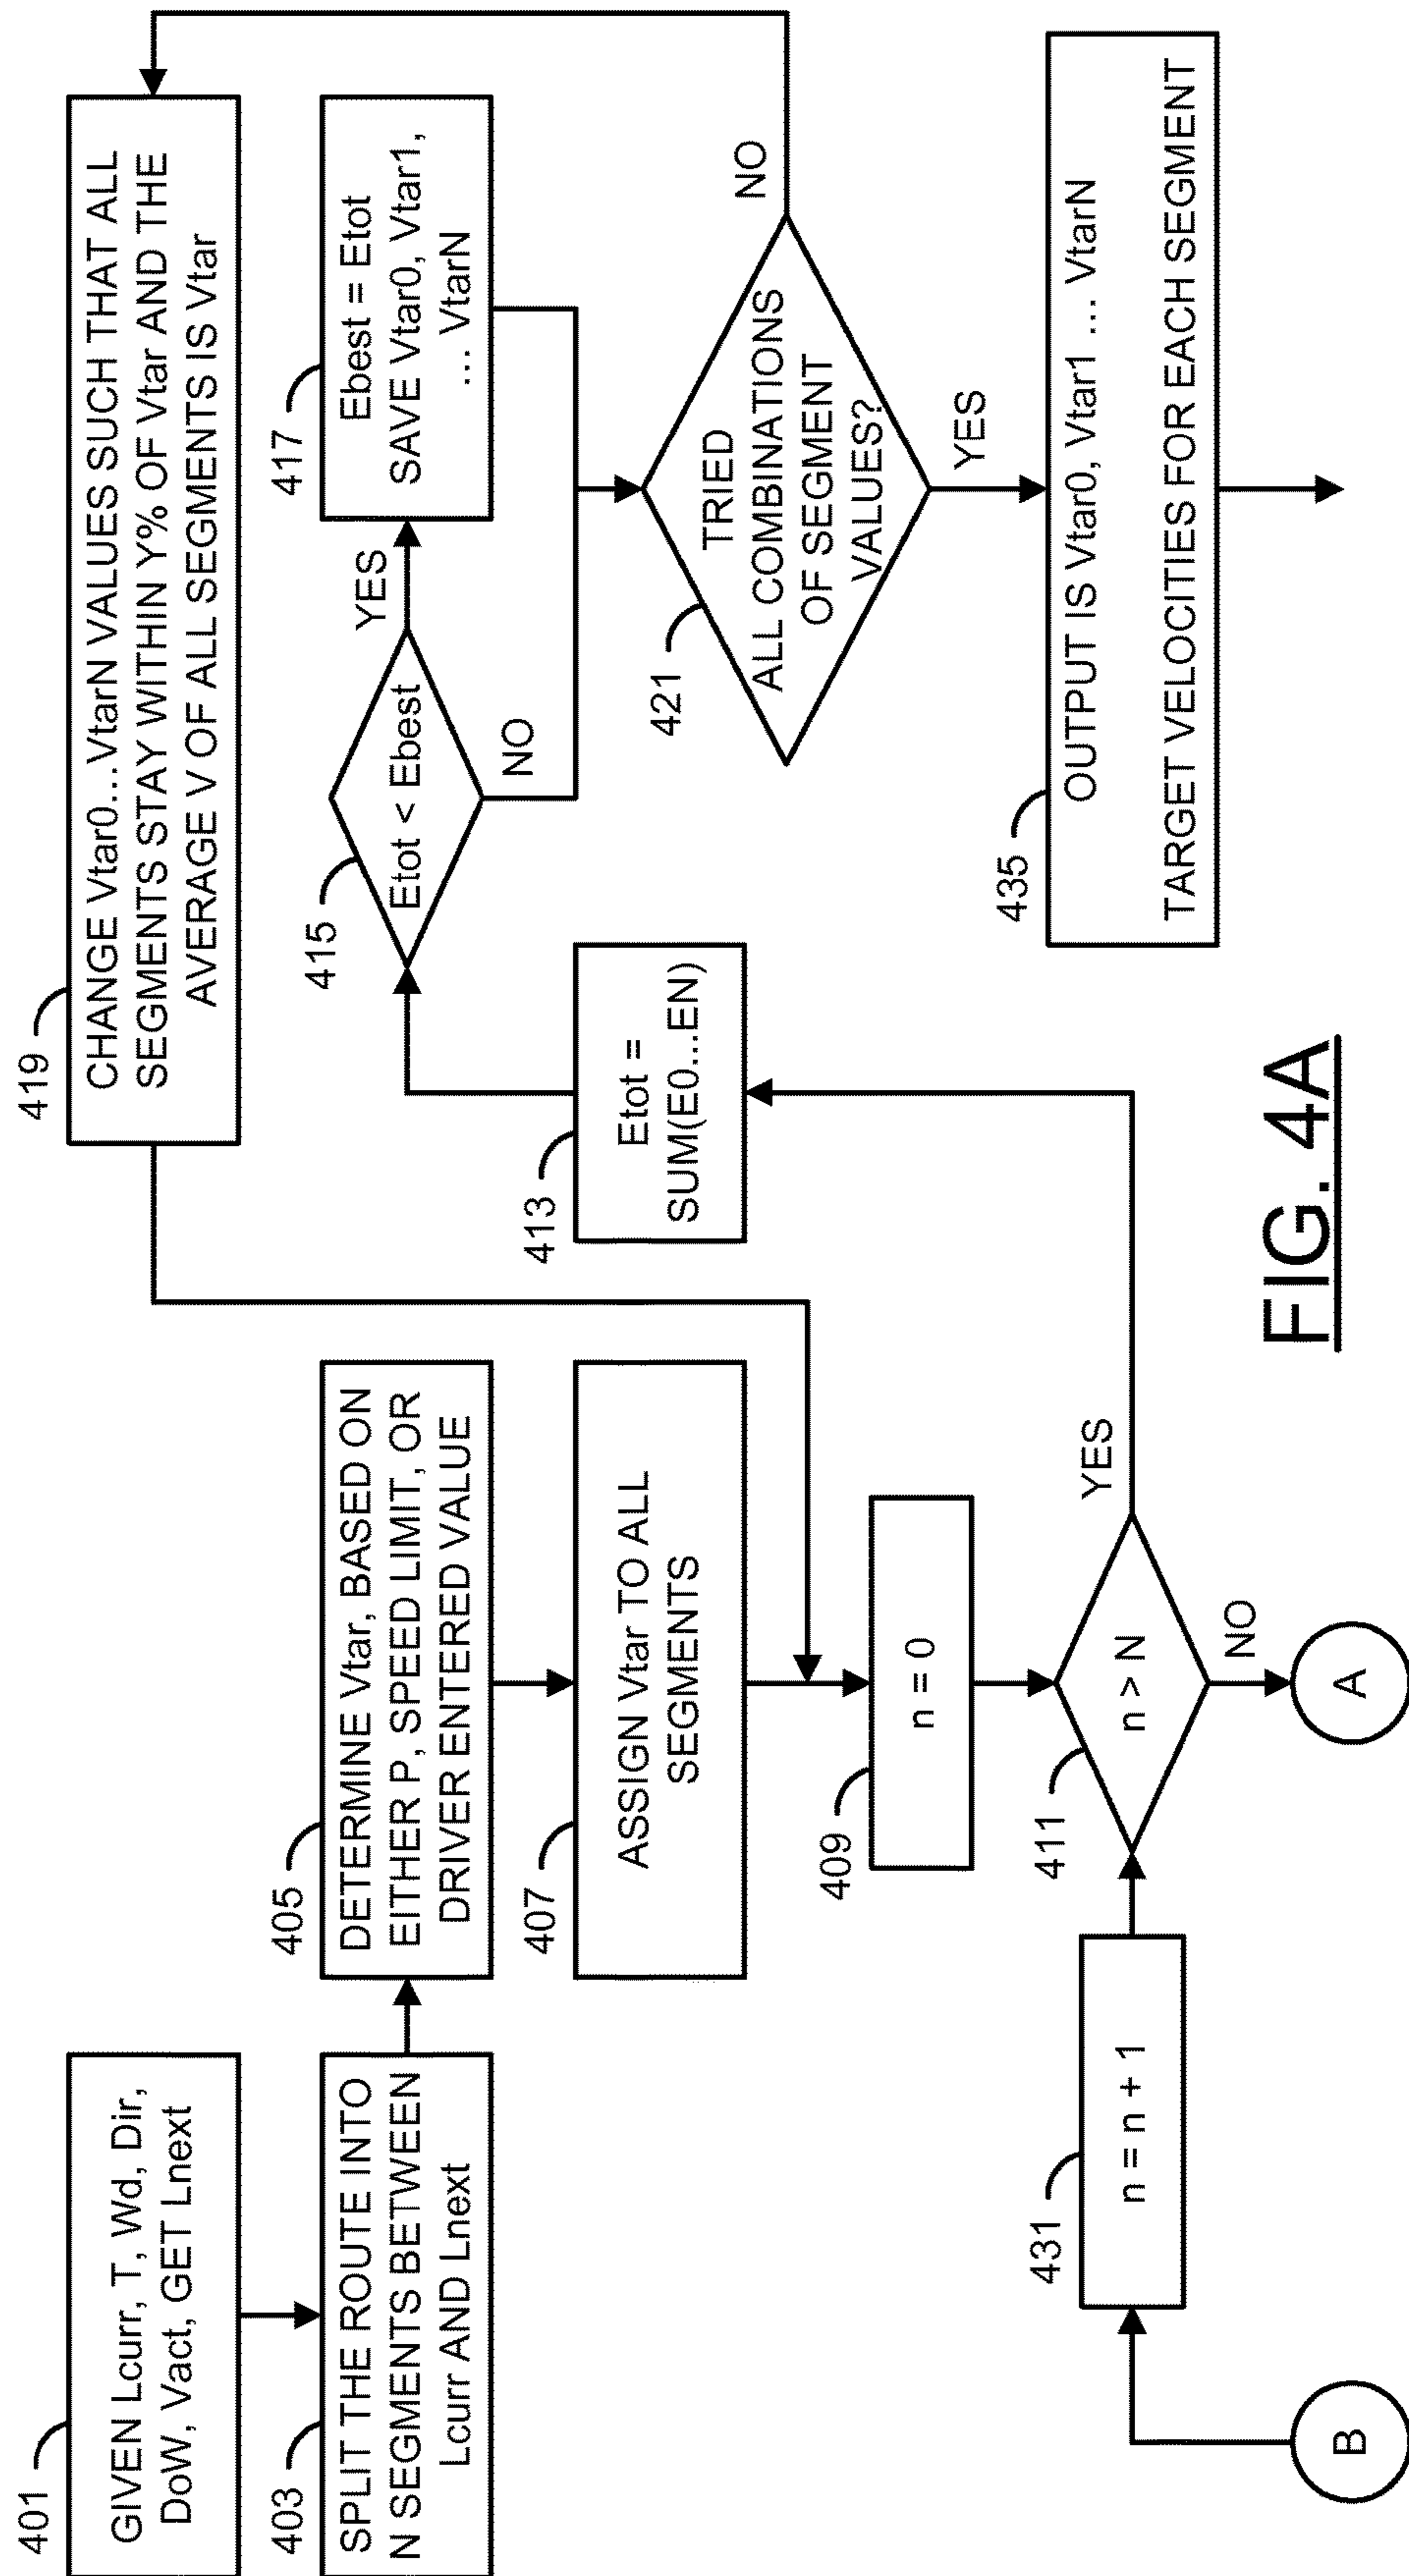 401
GIVEN Lcurr, T, Wd, Dir,
DoW, Vact, GET Lnext
403
SPLIT THE ROUTE INTO
N SEGMENTS BETWEEN
Lcurr AND Lnext
405
DETERMINE Vtar, BASED ON
EITHER P, SPEED LIMIT, OR
DRIVER ENTERED VALUE
407
ASSIGN Vtar TO ALL
SEGMENTS
409
n = 0
411
n > N
YES
NO
A
B
431
n = n + 1
413
Etot =
SUM(E0...EN)
415
Etot < Ebest
YES
NO
417
Ebest = Etot
SAVE Vtar0, Vtar1,
... VtarN
419
CHANGE Vtar0...VtarN VALUES SUCH THAT ALL
SEGMENTS STAY WITHIN Y% OF Vtar AND THE
AVERAGE V OF ALL SEGMENTS IS Vtar
421
TRIED
ALL COMBINATIONS
OF SEGMENT
VALUES?
NO
YES
435
OUTPUT IS Vtar0, Vtar1 ... VtarN
TARGET VELOCITIES FOR EACH SEGMENT
FIG. 4A